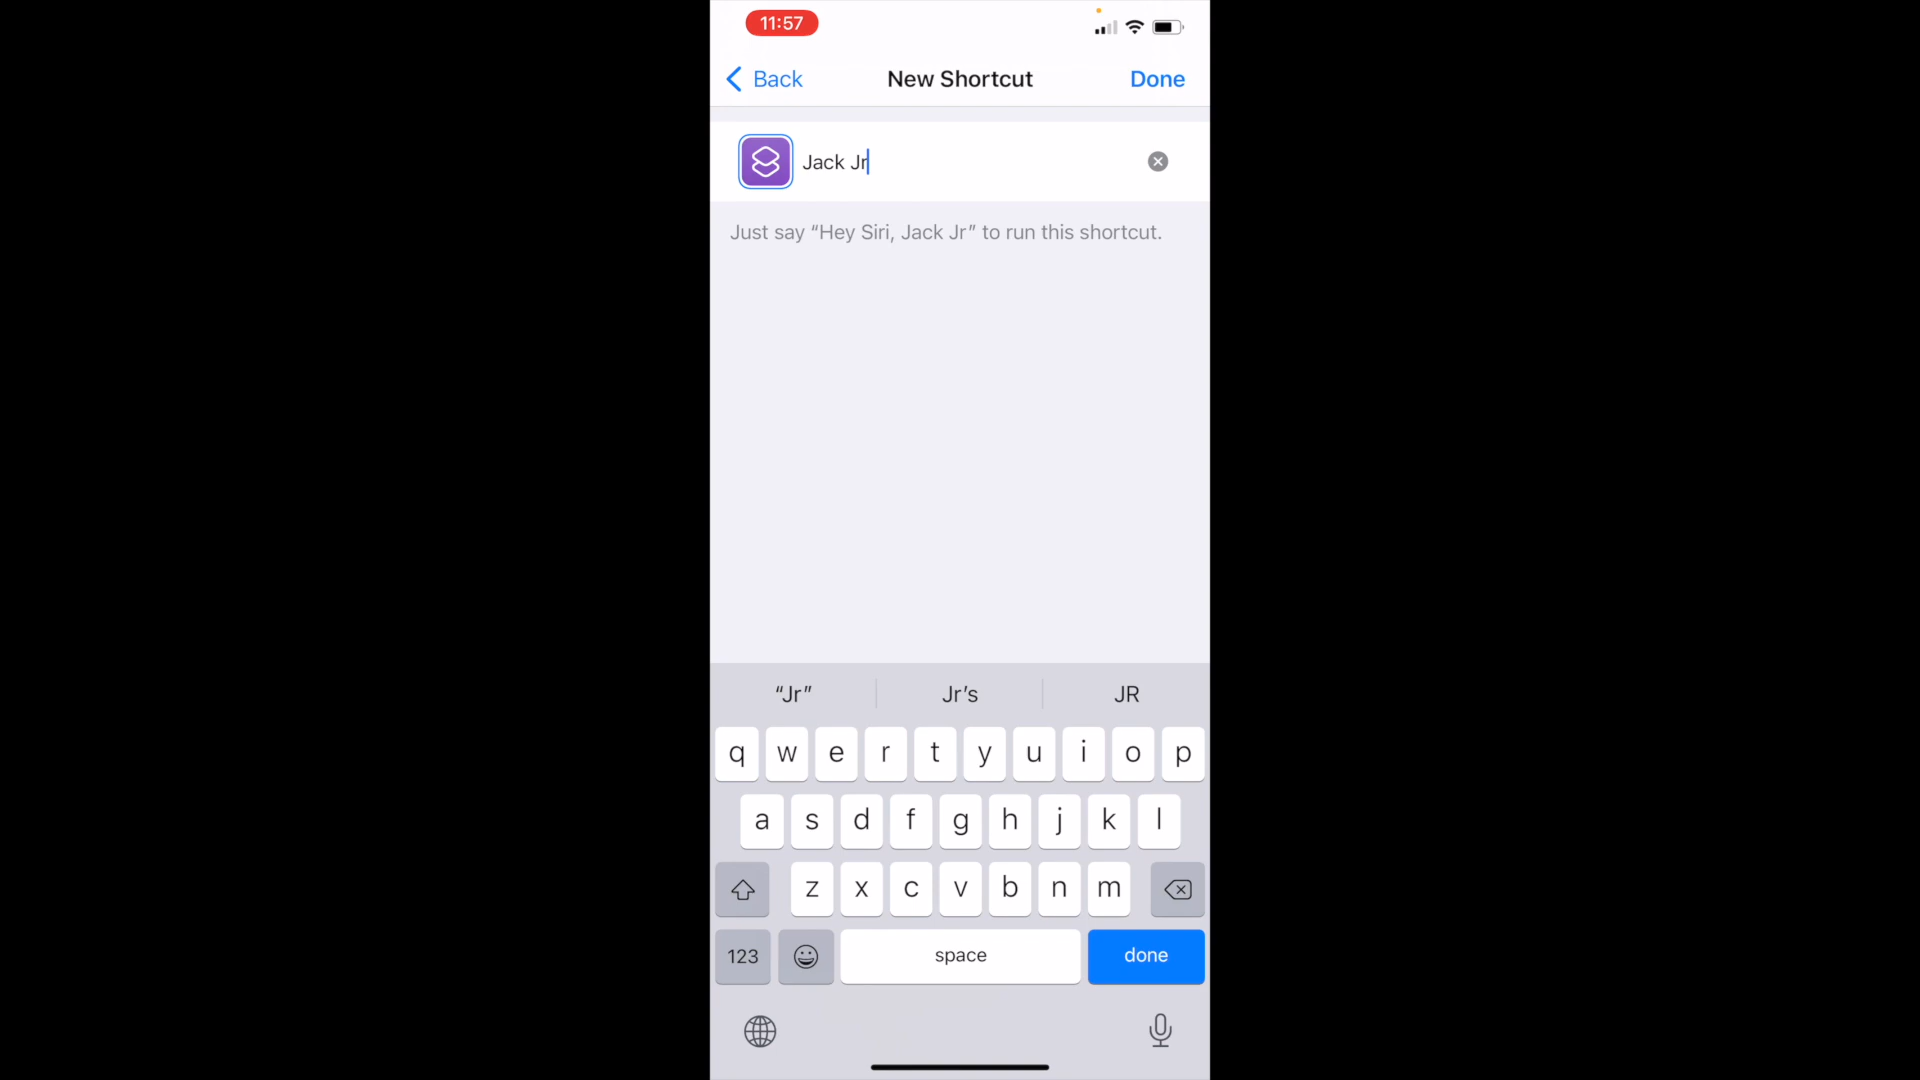 11:57
Back New Shortcut Done
Jack Jr
Just say “Hey Siri, Jack Jr” to run this shortcut.
“Jr” Jr’s JR
q w e r t y u i o p
a s d f g h j k l
z x c v b n m
123 space done